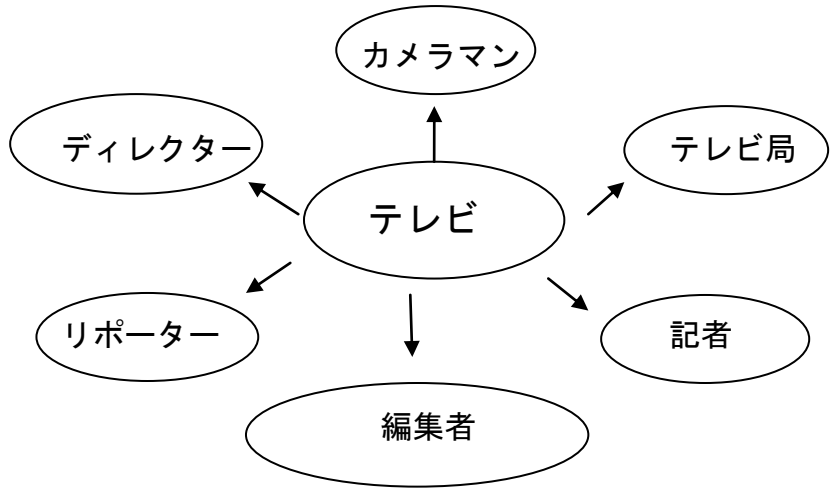 カメラマン
ディレクター
テレビ局
テレビ
リポーター
記者
編集者